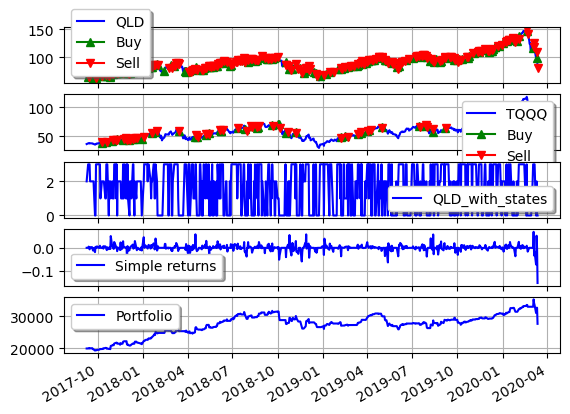 QLD
Buy
Sell
150
100
TQQQ
Buy
Sell
100
50
QLD_with_states
2
0
Simple returns
0.0
−0.1
Portfolio
30000
20000
2017-10
2018-01
2018-04
2018-07
2018-10
2019-01
2019-04
2019-07
2019-10
2020-01
2020-04